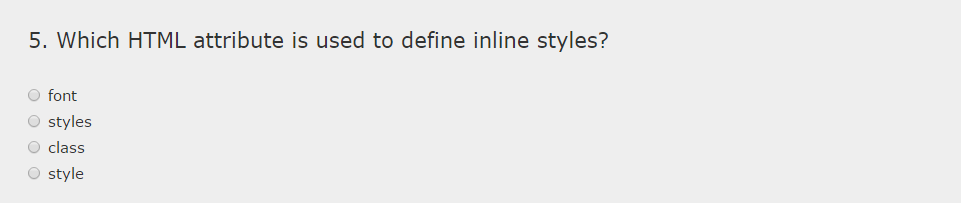 5. Which HTML attribute is used to define inline styles?
font
styles
class
style